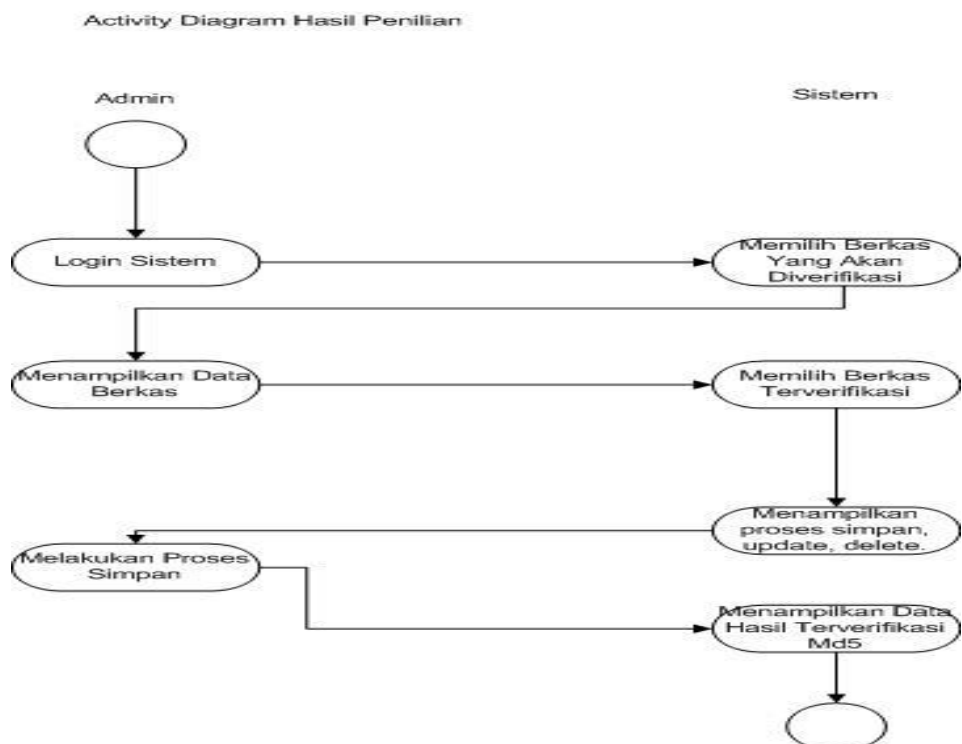 Activity Diagram Hasil Penilian
Admin
Sistem
Login Sistem
Memilih Berkas
Yang Akan
Diverifikasi
Menampilkan Data
Berkas
Memilih Berkas
Terverifikasi
Menampilkan
proses simpan,
update, delete.
Melakukan Proses
Simpan
Menampilkan Data
Hasil Terverifikasi
Md5